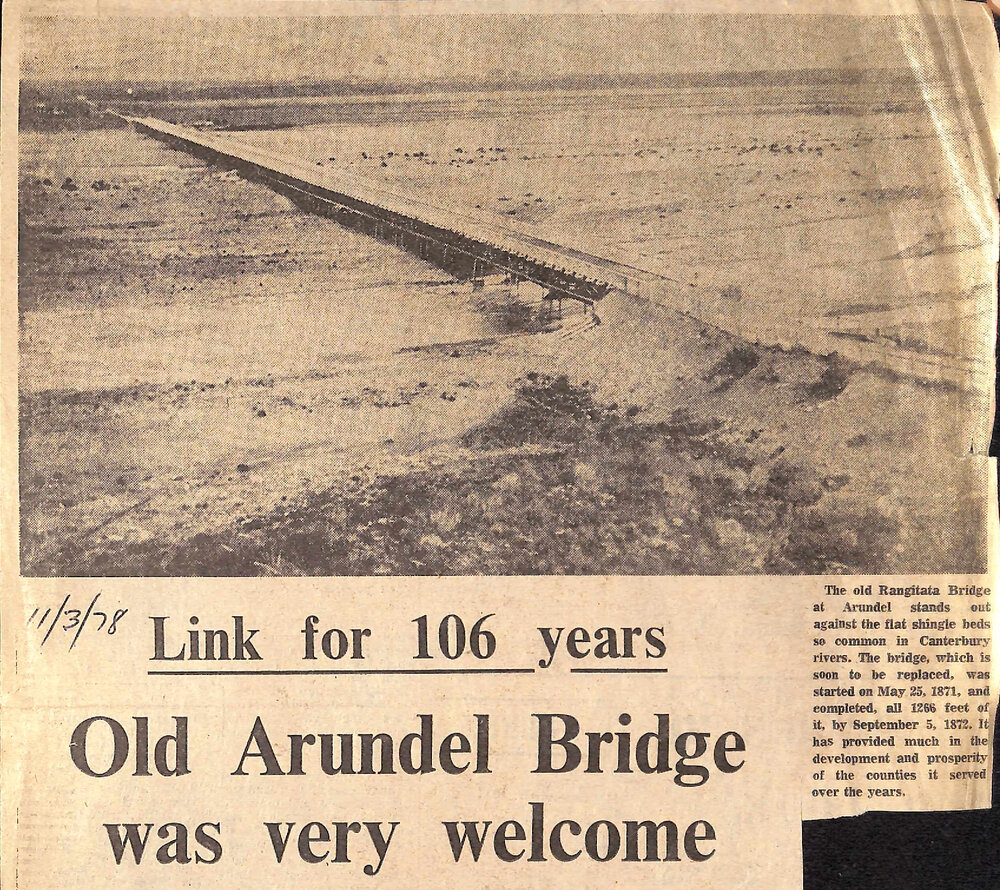 11/3/78
Link for 106 years
Old Arundel Bridge
was very welcome
The old Rangitata Bridge
at Arundel stands out
against the flat shingle beds
so common in Canterbury
rivers. The bridge, which is
soon to be replaced, was
started on May 25, 1871, and
completed, all 1266 feet of
it, by September 5, 1872. It
has provided much in the
development and prosperity
of the counties it served
over the years.